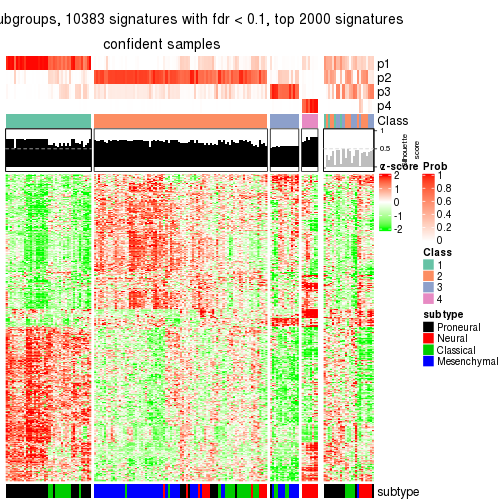 ubgroups, 10383 signatures with fdr < 0.1, top 2000 signatures
confident samples
p1
p2
p3
p4
Class
1
0.5
0
silhouette
score
z-score
2
1
0
-1
-2
Prob
1
0.8
0.6
0.4
0.2
0
Class
1
2
3
4
subtype
Proneural
Neural
Classical
Mesenchymal
subtype